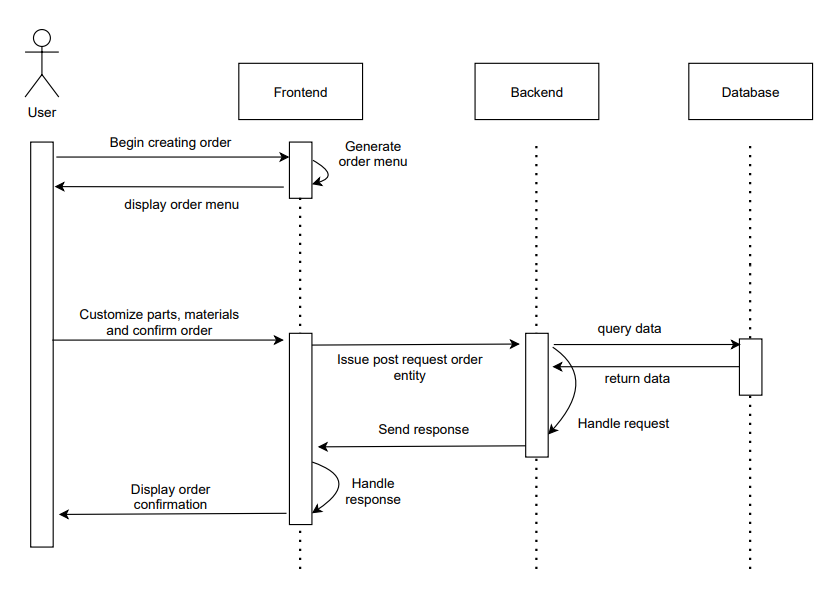 User
Frontend
Backend
Database
Begin creating order
Generate
order menu
display order menu
Customize parts, materials
and confirm order
Issue post request order
entity
query data
return data
Handle request
Send response
Handle
response
Display order
confirmation